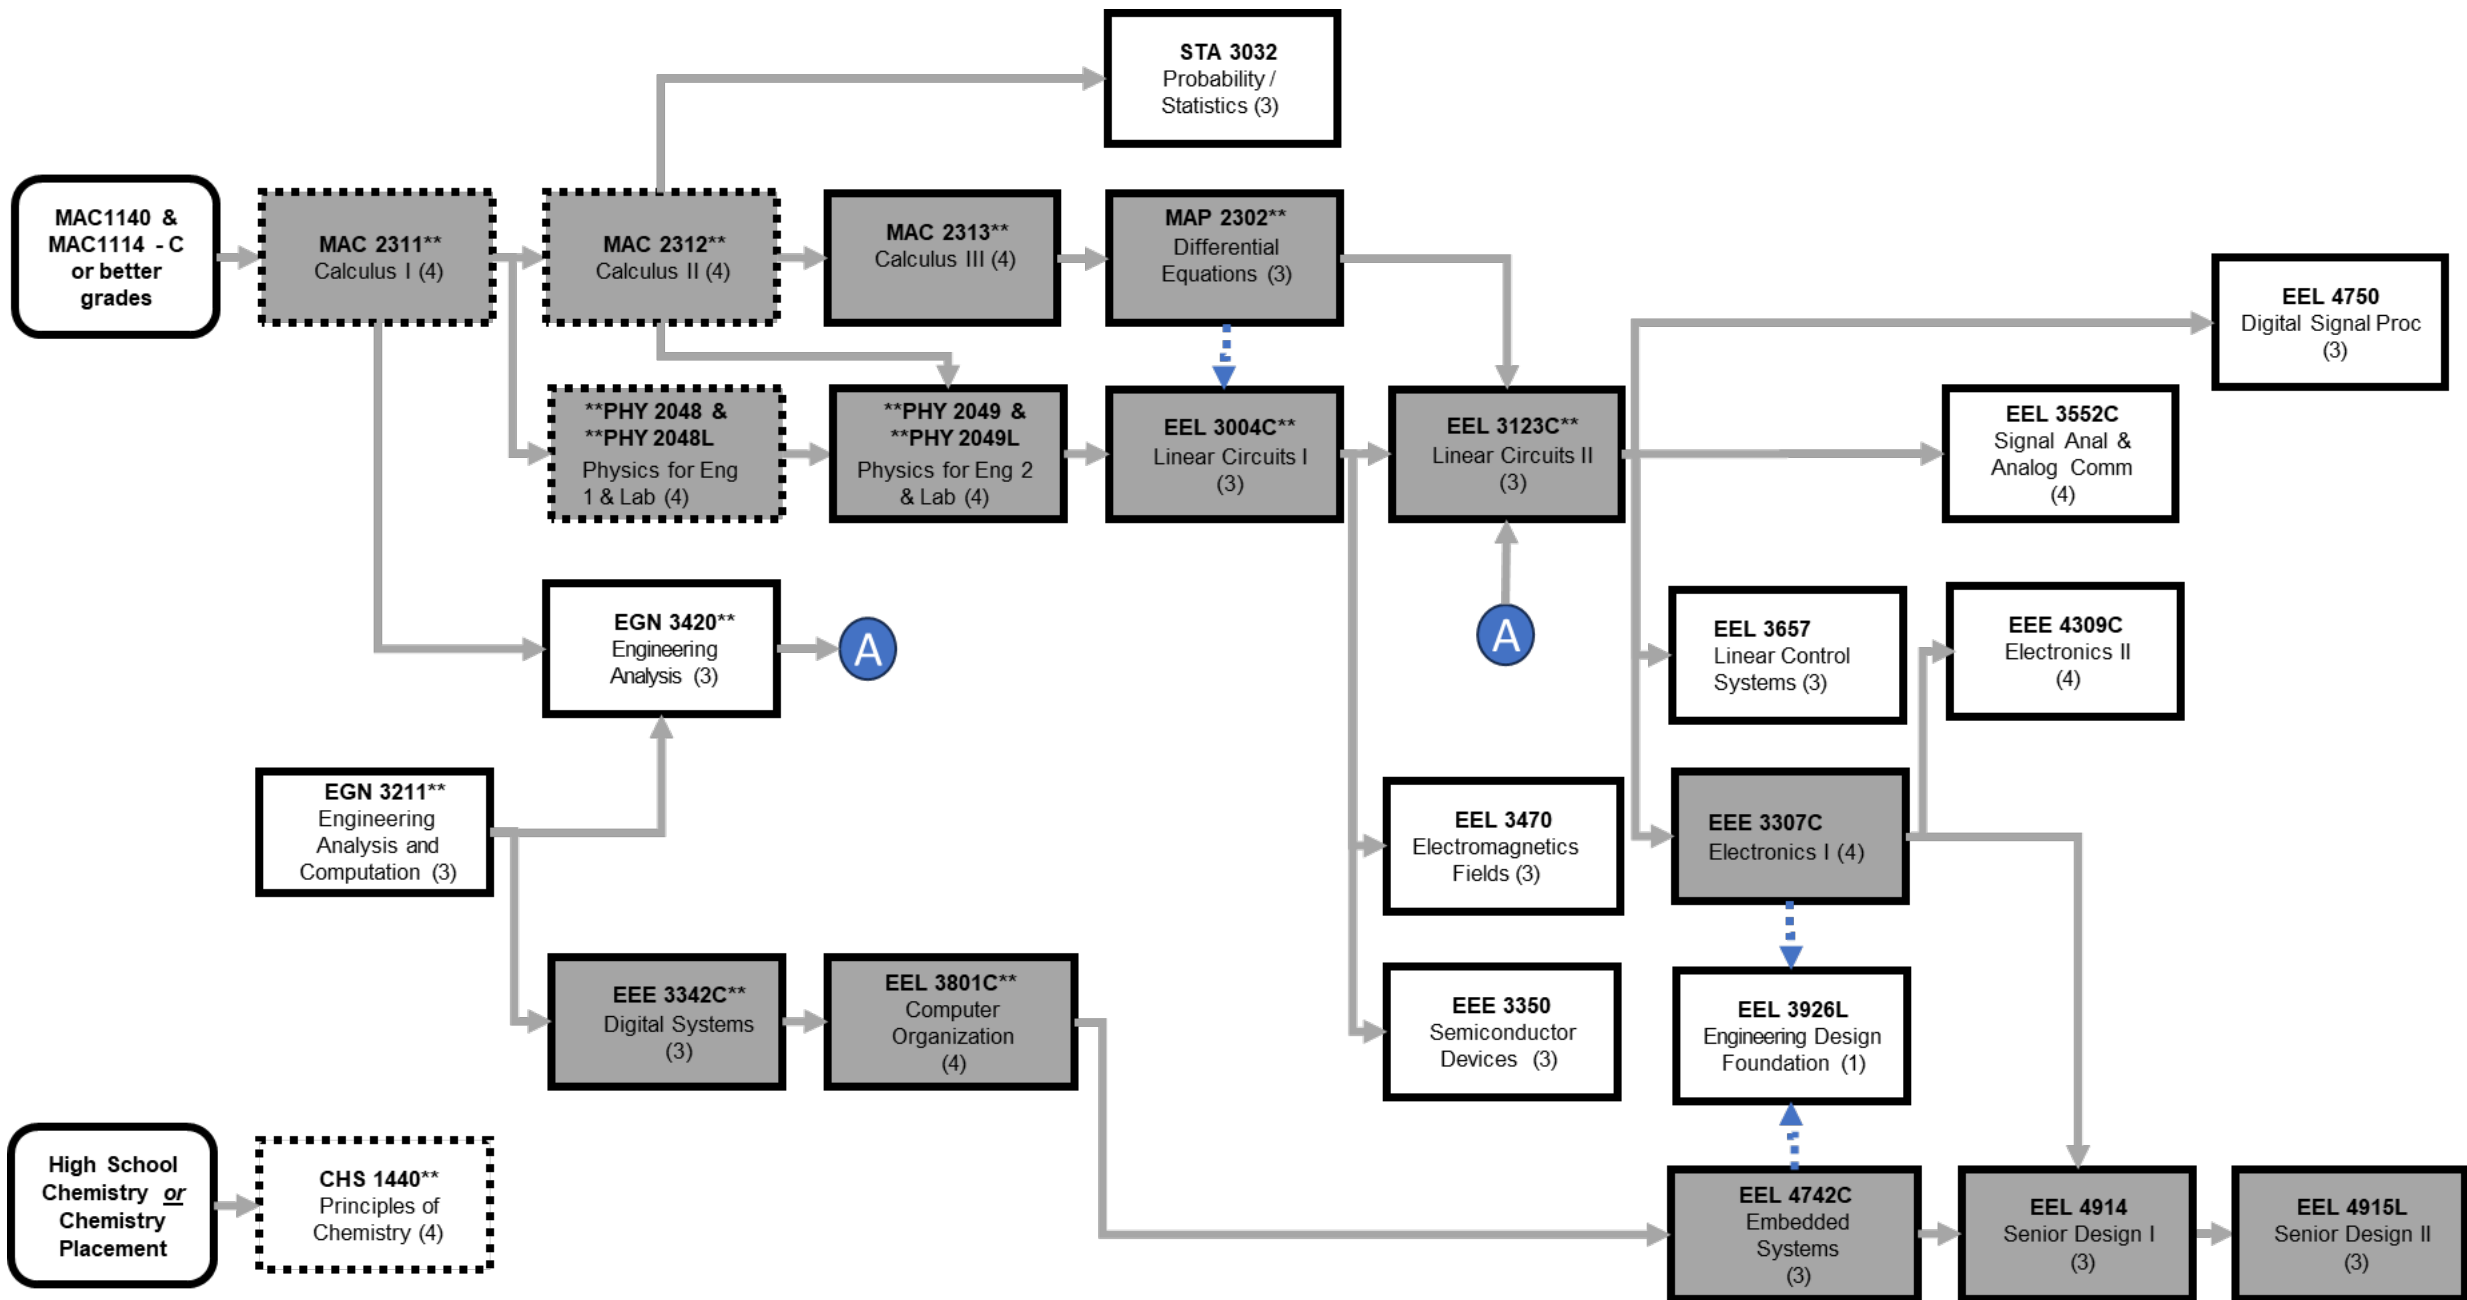 STA 3032
Probability /
Statistics (3)
MAC1140 &
MAC1114 - C
or better
grades
MAC 2311**
Calculus I (4)
MAC 2312**
Calculus II (4)
MAC 2313**
Calculus III (4)
MAP 2302**
Differential
Equations (3)
EEL 4750
Digital Signal Proc
(3)
**PHY 2048 &
**PHY 2048L
Physics for Eng
1 & Lab (4)
**PHY 2049 &
**PHY 2049L
Physics for Eng 2
& Lab (4)
EEL 3004C**
Linear Circuits I
(3)
EEL 3123C**
Linear Circuits II
(3)
EEL 3552C
Signal Anal &
Analog Comm
(4)
EGN 3420**
Engineering
Analysis (3)
A
A
EEL 3657
Linear Control
Systems (3)
EEE 4309C
Electronics II
(4)
EGN 3211**
Engineering
Analysis and
Computation (3)
EEL 3470
Electromagnetics
Fields (3)
EEE 3307C
Electronics I (4)
EEE 3342C**
Digital Systems
(3)
EEL 3801C**
Computer
Organization
(4)
EEE 3350
Semiconductor
Devices (3)
EEL 3926L
Engineering Design
Foundation (1)
High School
Chemistry or
Chemistry
Placement
CHS 1440**
Principles of
Chemistry (4)
EEL 4742C
Embedded
Systems
(3)
EEL 4914
Senior Design I
(3)
EEL 4915L
Senior Design II
(3)